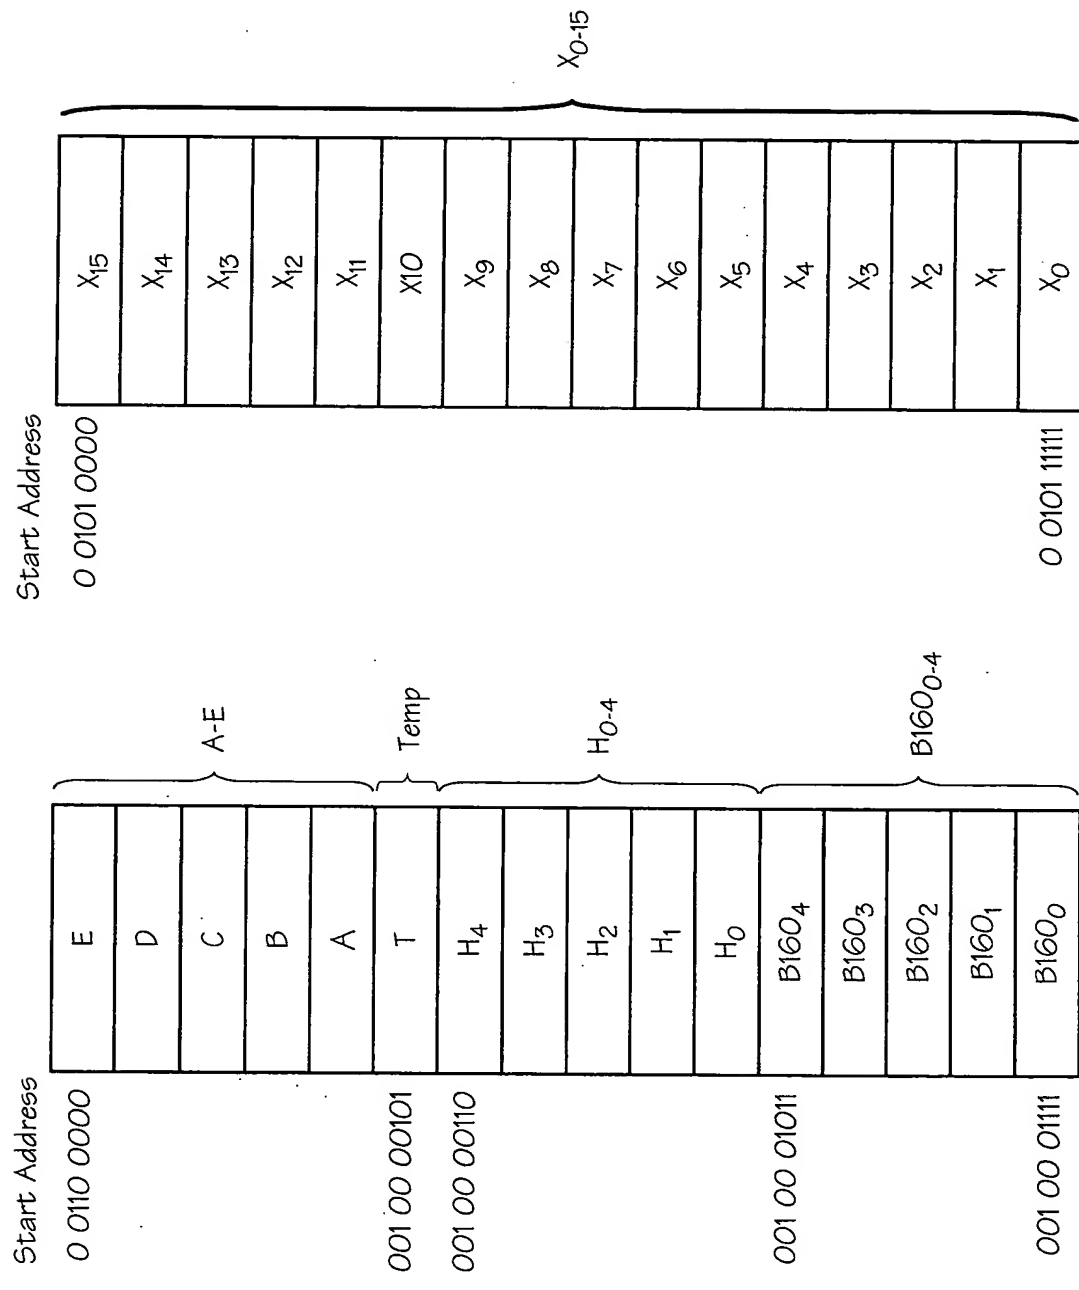 Start Address
0 0110 0000
E
D
C
B
A
001 00 00101
T
001 00 00110
H4
H3
H2
H1
H0
001 00 01011
B1604
B1603
B1602
B1601
001 00 01111
B1600
A-E
Temp
H0-4
B1600-4
Start Address
0 0101 0000
X15
X14
X13
X12
X11
X10
X9
X8
X7
X6
X5
X4
X3
X2
X1
0 0101 11111
X0
X0-15